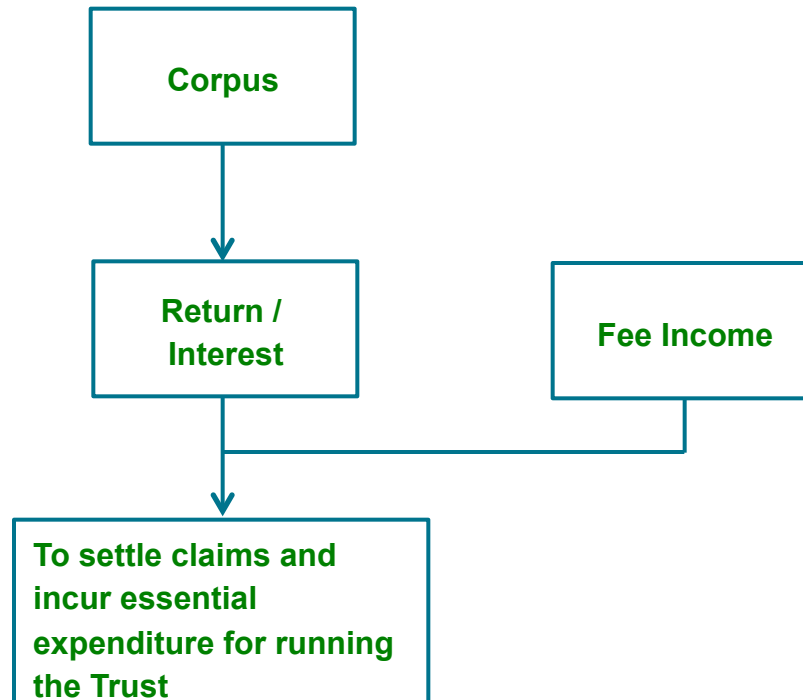 Corpus
Return /
Interest
Fee Income
To settle claims and
incur essential
expenditure for running
the Trust